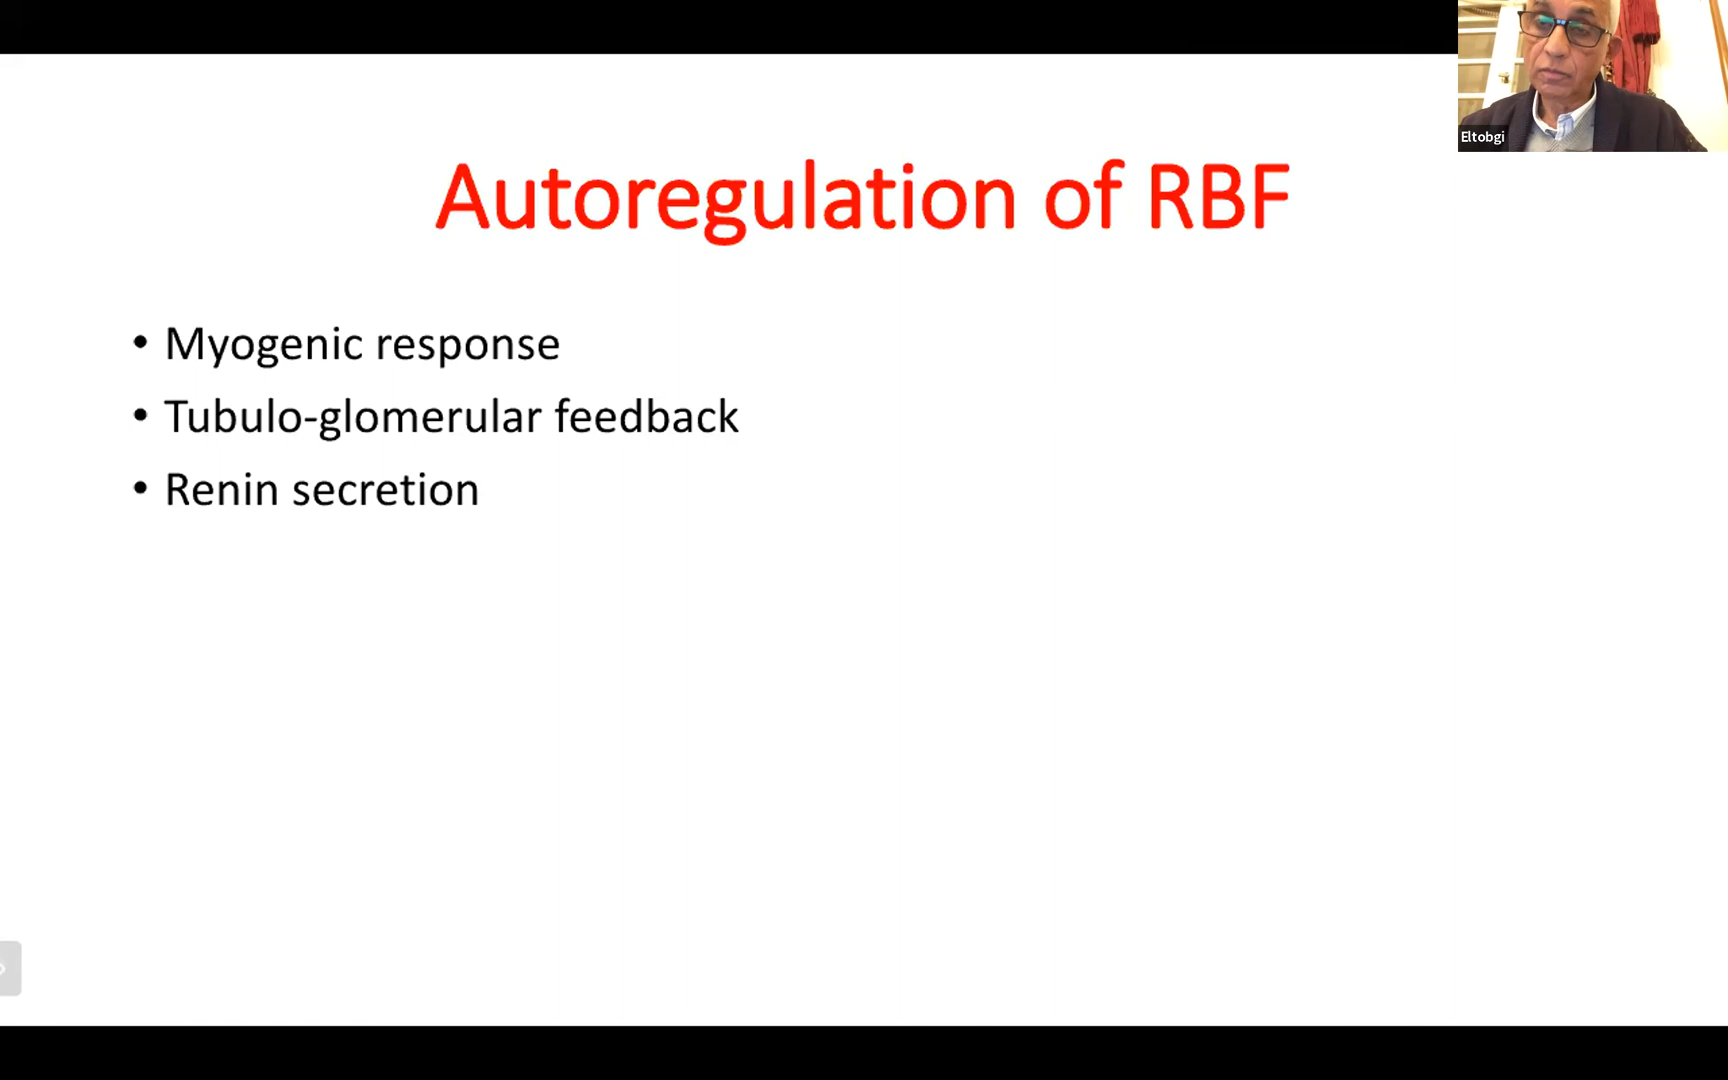 Eltobgi
Autoregulation of RBF
• Myogenic response
• Tubulo-glomerular feedback
• Renin secretion